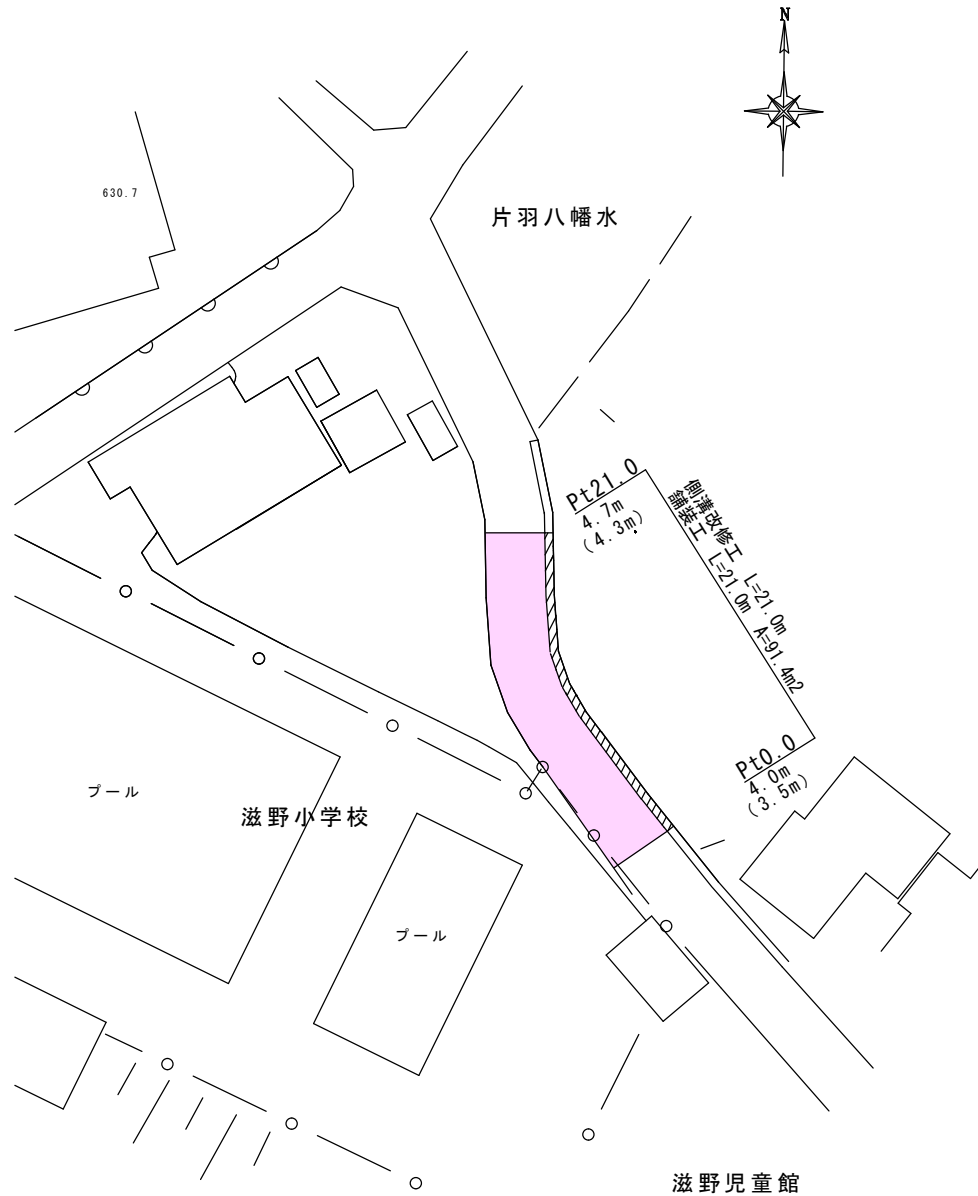 N
630.7
片羽八幡水
Pt21.0
4.7m
(4.3m)
側溝改修工 L=21.0m
舗装工 L=21.0m A=91.4m2
Pt0.0
4.0m
(3.5m)
プール
滋野小学校
プール
滋野児童館